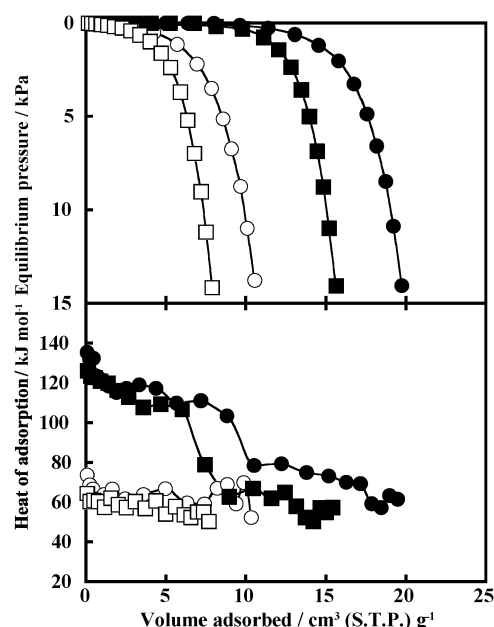 0
5
10
15
Equilibrium pressure / kPa
140
120
100
80
60
40
20
Heat of adsorption / kJ mol-1
0 5 10 15 20 25
Volume adsorbed / cm3 (S.T.P.) g-1